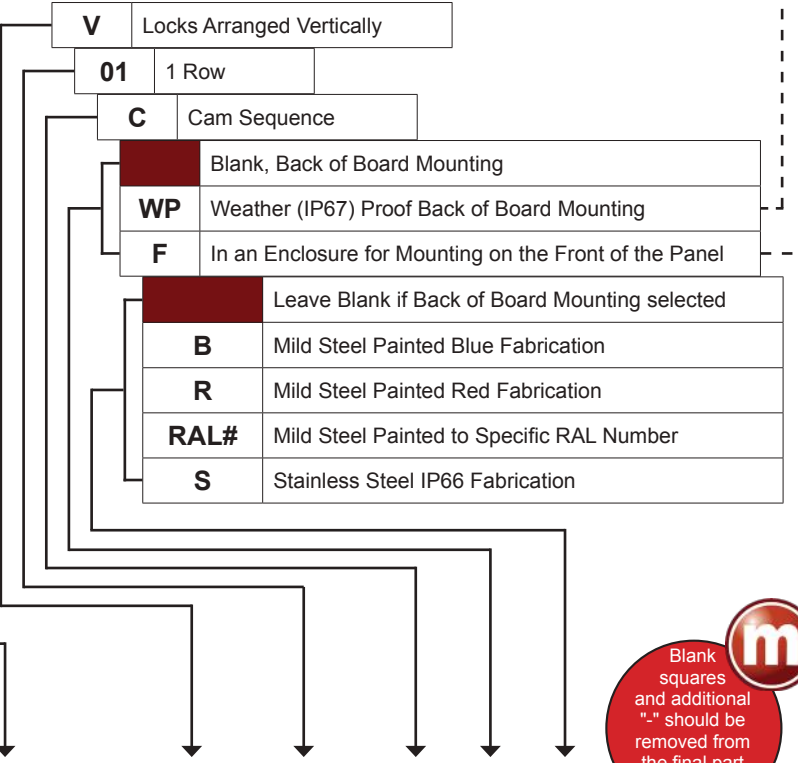 V Locks Arranged Vertically
01 1 Row
C Cam Sequence
Blank, Back of Board Mounting
WP Weather (IP67) Proof Back of Board Mounting
F In an Enclosure for Mounting on the Front of the Panel
Leave Blank if Back of Board Mounting selected
B Mild Steel Painted Blue Fabrication
R Mild Steel Painted Red Fabrication
RAL# Mild Steel Painted to Specific RAL Number
S Stainless Steel IP66 Fabrication
m
Blank
squares
and additional
"-" should be
removed from
the final part